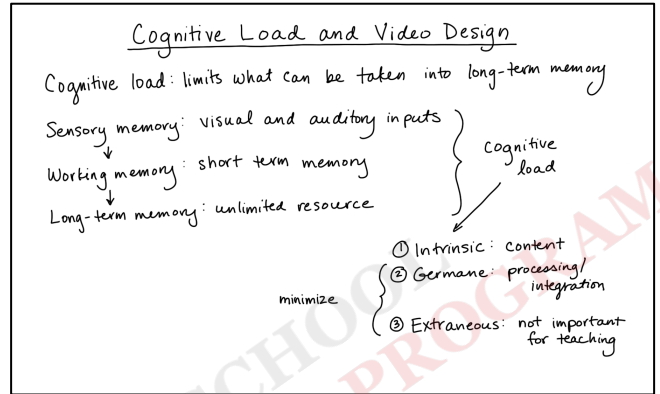 Cognitive Load and Video Design
Cognitive load: limits what can be taken into long-term memory
Sensory memory: visual and auditory inputs
Working memory: short term memory
Long-term memory: unlimited resource
cognitive
load
① Intrinsic: content
② Germane: processing/
integration
minimize
③ Extraneous: not important
for teaching
SCHOOL
PROGRAM